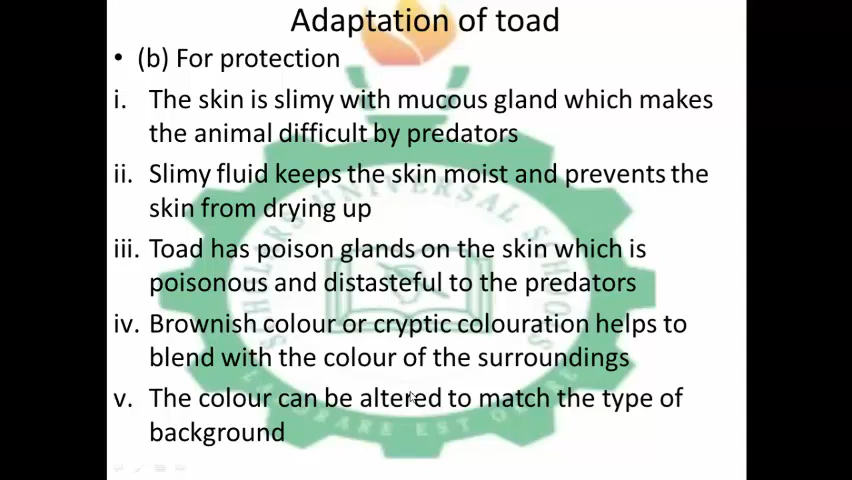 Adaptation of toad
• (b) For protection
i. The skin is slimy with mucous gland which makes
the animal difficult by predators
ii. Slimy fluid keeps the skin moist and prevents the
skin from drying up
iii. Toad has poison glands on the skin which is
poisonous and distasteful to the predators
iv. Brownish colour or cryptic colouration helps to
blend with the colour of the surroundings
v. The colour can be altered to match the type of
background
UNIVERSAL SCHOOLS
EST